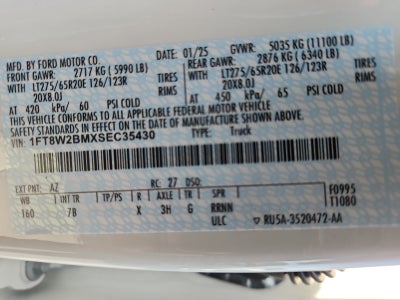 MFD. BY FORD MOTOR CO.
DATE: 01/25 GVWR: 5035 KG (11100 LB)
FRONT GAWR: 2717 KG (5990 LB) REAR GAWR: 2876 KG (6340 LB)
WITH LT275/65R20E 126/123R TIRES WITH LT275/65R20E 126/123R TIRES
20X8.0J RIMS 20X8.0J RIMS
AT 420 kPa/ 60 PSI COLD AT 450 kPa/ 65 PSI COLD
THIS VEHICLE CONFORMS TO ALL APPLICABLE FEDERAL MOTOR VEHICLE
SAFETY STANDARDS IN EFFECT ON THE DATE OF MANUFACTURE SHOWN ABOVE.
VIN: 1FT8W2BMXSEC35430 TYPE: Truck
F0995
T1080
EXT PNT: AZ RC: 27 DSO:
WB INT TR TP/PS R AXLE TR SPR
160 7B X 3H G RRNN
ULC RU5A-3520472-AA